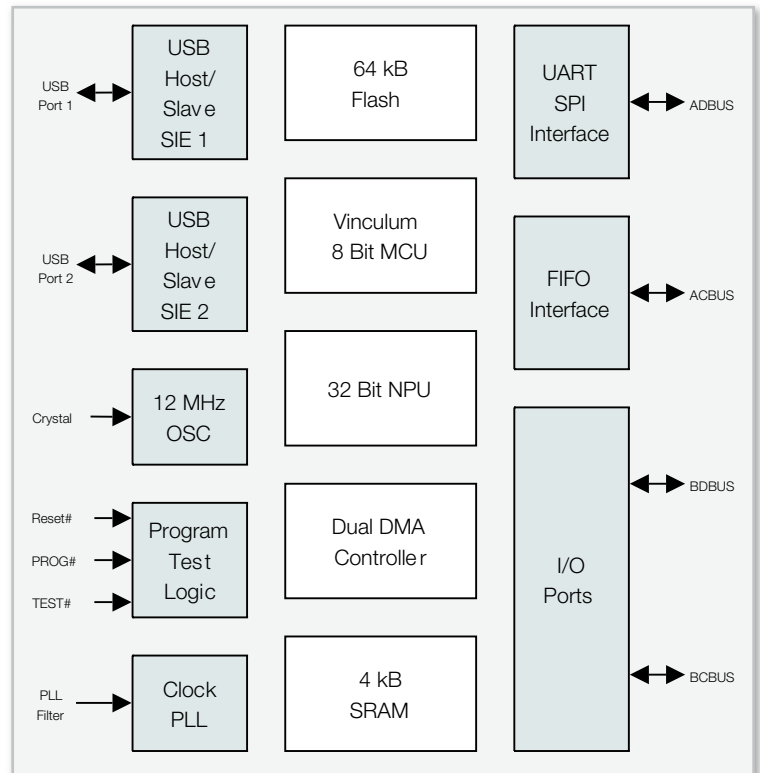 USB
Port 1
USB
Host/
Slave
SIE 1
64 kB
Flash
UART
SPI
Interface
ADBUS
USB
Port 2
USB
Host/
Slave
SIE 2
Vinculum
8 Bit MCU
FIFO
Interface
ACBUS
Crystal
12 MHz
OSC
32 Bit NPU
Reset#
PROG#
TEST#
Program
Test
Logic
Dual DMA
Controller
I/O
Ports
BDBUS
BCBUS
PLL
Filter
Clock
PLL
4 kB
SRAM